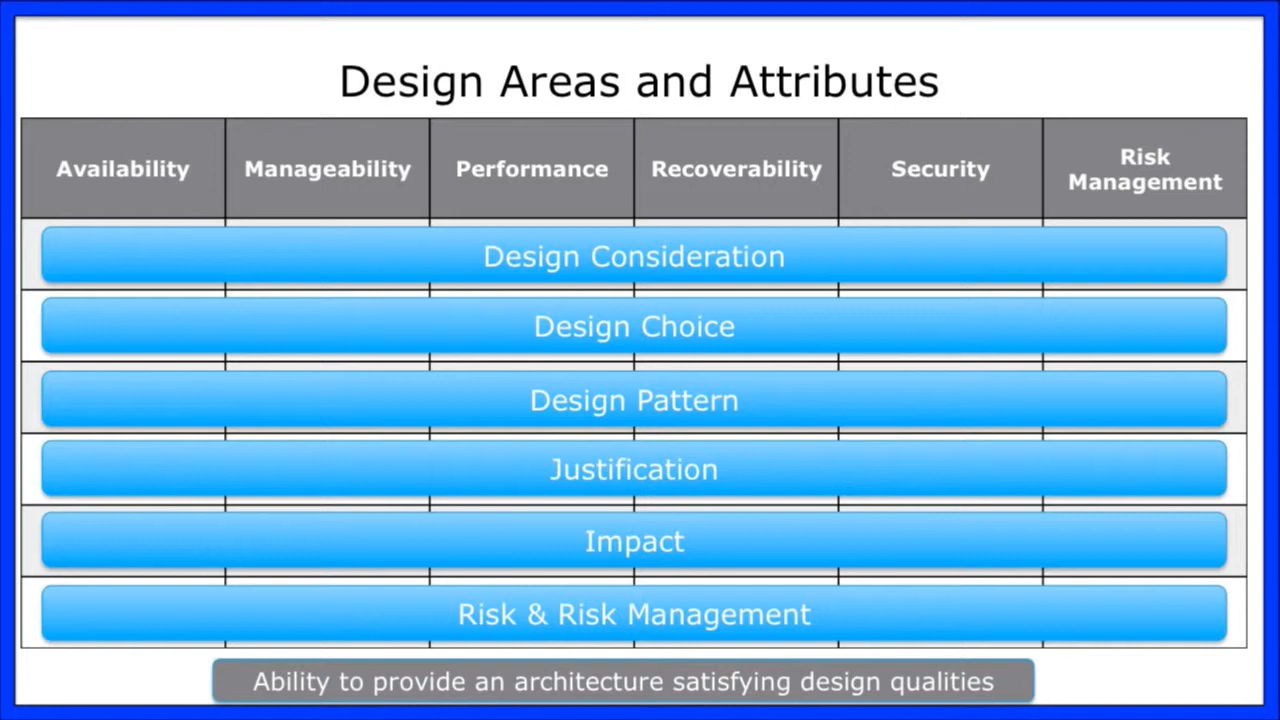 Design Areas and Attributes
Availability
Manageability
Performance
Recoverability
Security
Risk
Management
Design Consideration
Design Choice
Design Pattern
Justification
Impact
Risk & Risk Management
Ability to provide an architecture satisfying design qualities